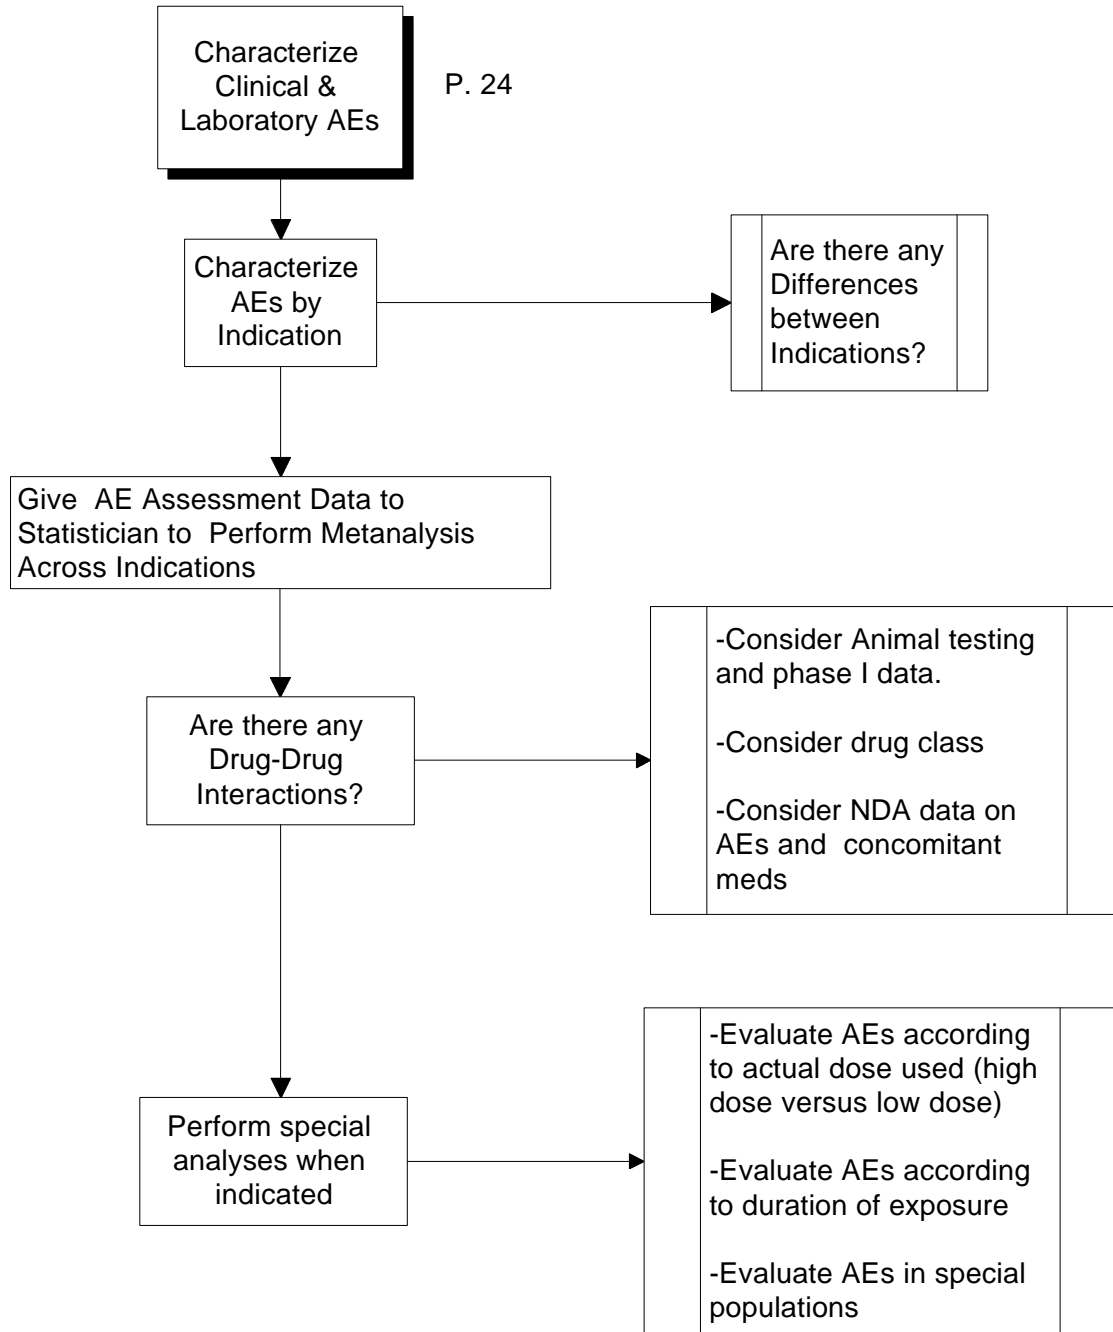 Characterize
Clinical &
Laboratory AEs
P. 24
Characterize
AEs by
Indication
Are there any
Differences
between
Indications?
Give AE Assessment Data to
Statistician to Perform Metanalysis
Across Indications
Are there any
Drug-Drug
Interactions?
-Consider Animal testing
and phase I data.
-Consider drug class
-Consider NDA data on
AEs and concomitant
meds
Perform special
analyses when
indicated
-Evaluate AEs according
to actual dose used (high
dose versus low dose)
-Evaluate AEs according
to duration of exposure
-Evaluate AEs in special
populations